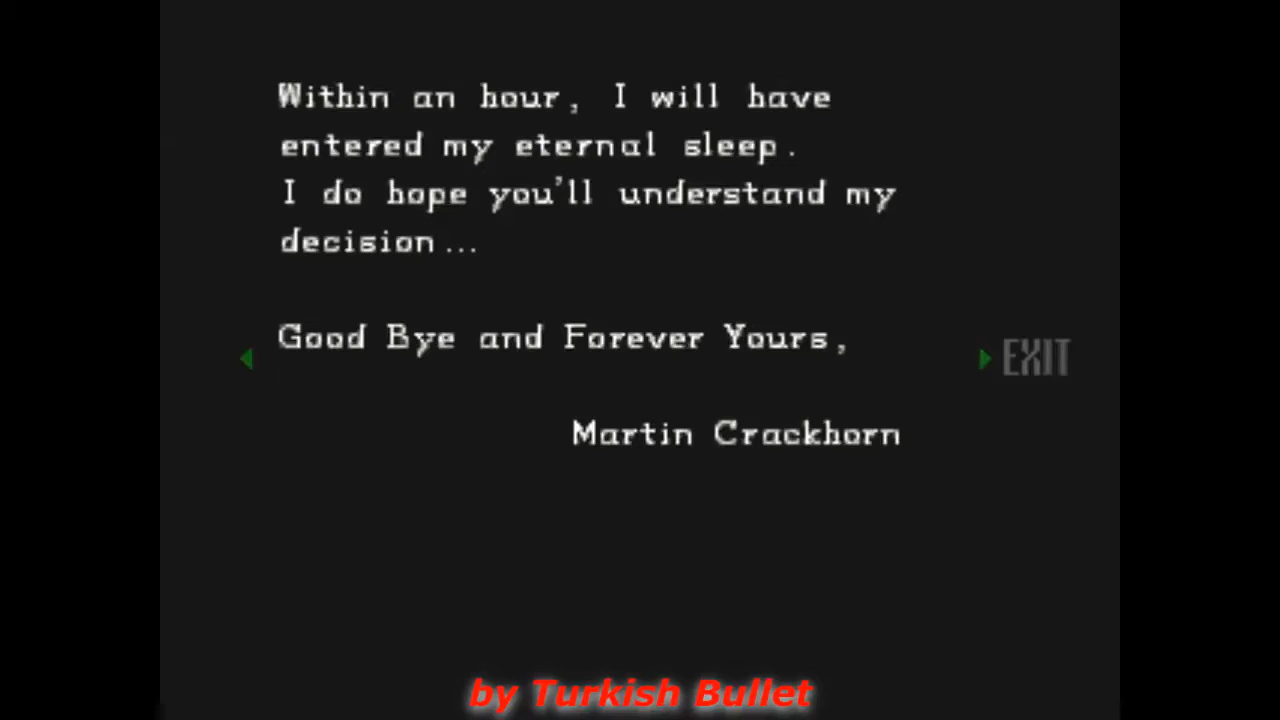 Within an hour, I will have
entered my eternal sleep.
I do hope you'll understand my
decision...
Good Bye and Forever Yours,
EXIT
Martin Crackhorn
by Turkish Bullet